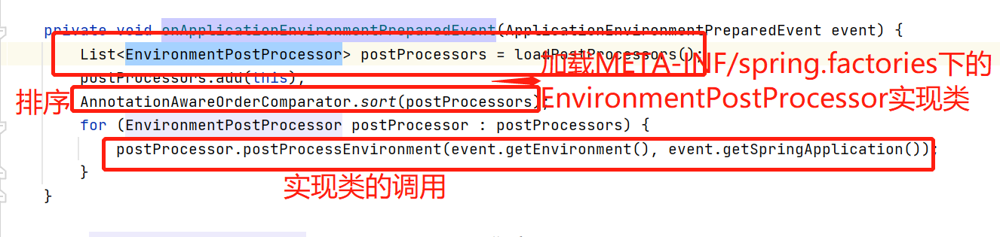 private void onApplicationEnvironmentPreparedEvent(ApplicationEnvironmentPreparedEvent event) {
List<EnvironmentPostProcessor> postProcessors = loadPostProcessors();
加载META-INF/spring.factories下的
EnvironmentPostProcessor实现类
postProcessors.add(this);
排序
AnnotationAwareOrderComparator.sort(postProcessors);
for (EnvironmentPostProcessor postProcessor : postProcessors) {
postProcessor.postProcessEnvironment(event.getEnvironment(), event.getSpringApplication());
}
实现类的调用
}